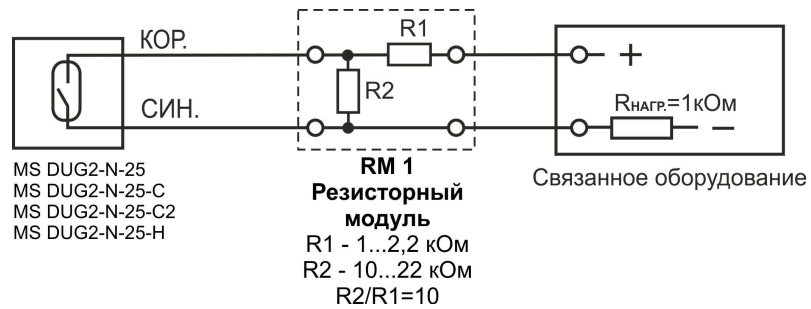 КОР.
R1
+
R2
Rнагр.=1кОм
СИН.
–
MS DUG2-N-25
MS DUG2-N-25-C
MS DUG2-N-25-C2
MS DUG2-N-25-H
RM 1
Резисторный
модуль
R1 - 1...2,2 кОм
R2 - 10...22 кОм
R2/R1=10
Связанное оборудование